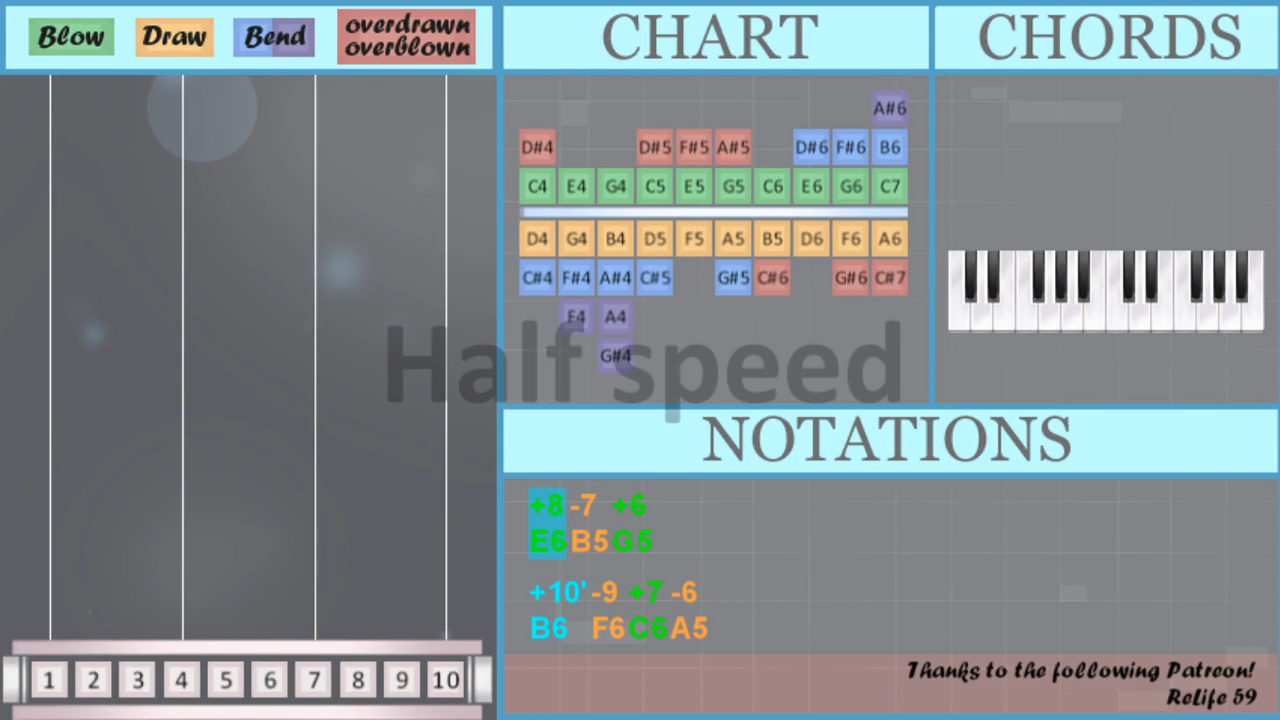 Blow Draw Bend overdrawn
overblown
CHART
CHORDS
A#6
D#4 D#5 F#5 A#5 D#6 F#6 B6
C4 E4 G4 C5 E5 G5 C6 E6 G6 C7
D4 G4 B4 D5 F5 A5 B5 D6 F6 A6
C#4 F#4 A#4 C#5 G#5 C#6 G#6 C#7
F4 A4
G#4
Half speed
NOTATIONS
+8 -7 +6
E6 B5 G5
+10' -9 +7 -6
B6 F6 C6 A5
Thanks to the following Patreon!
ReLife 59
1 2 3 4 5 6 7 8 9 10